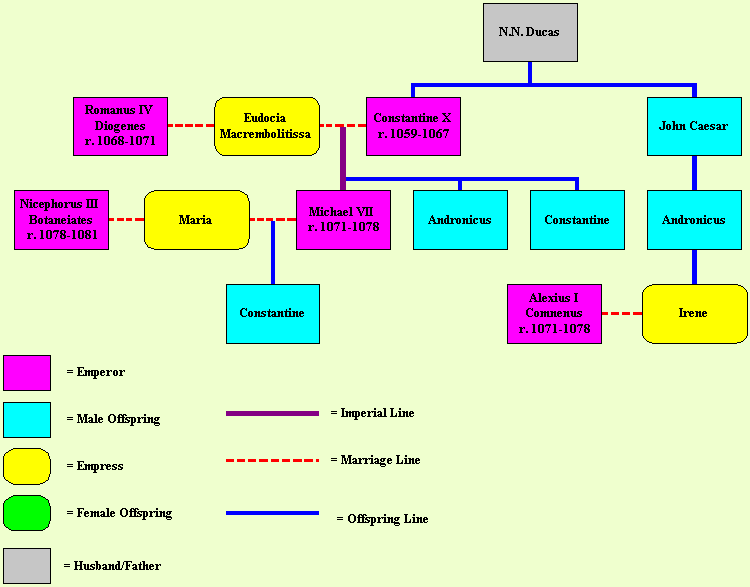 N.N. Ducas
Romanus IV
Diogenes
r. 1068-1071
Eudocia
Macrembolitissa
Constantine X
r. 1059-1067
John Caesar
Nicephorus III
Botaneiates
r. 1078-1081
Maria
Michael VII
r. 1071-1078
Andronicus
Constantine
Andronicus
Constantine
Alexius I
Comnenus
r. 1071-1078
Irene
= Emperor
= Male Offspring
= Empress
= Female Offspring
= Husband/Father
= Imperial Line
= Marriage Line
= Offspring Line